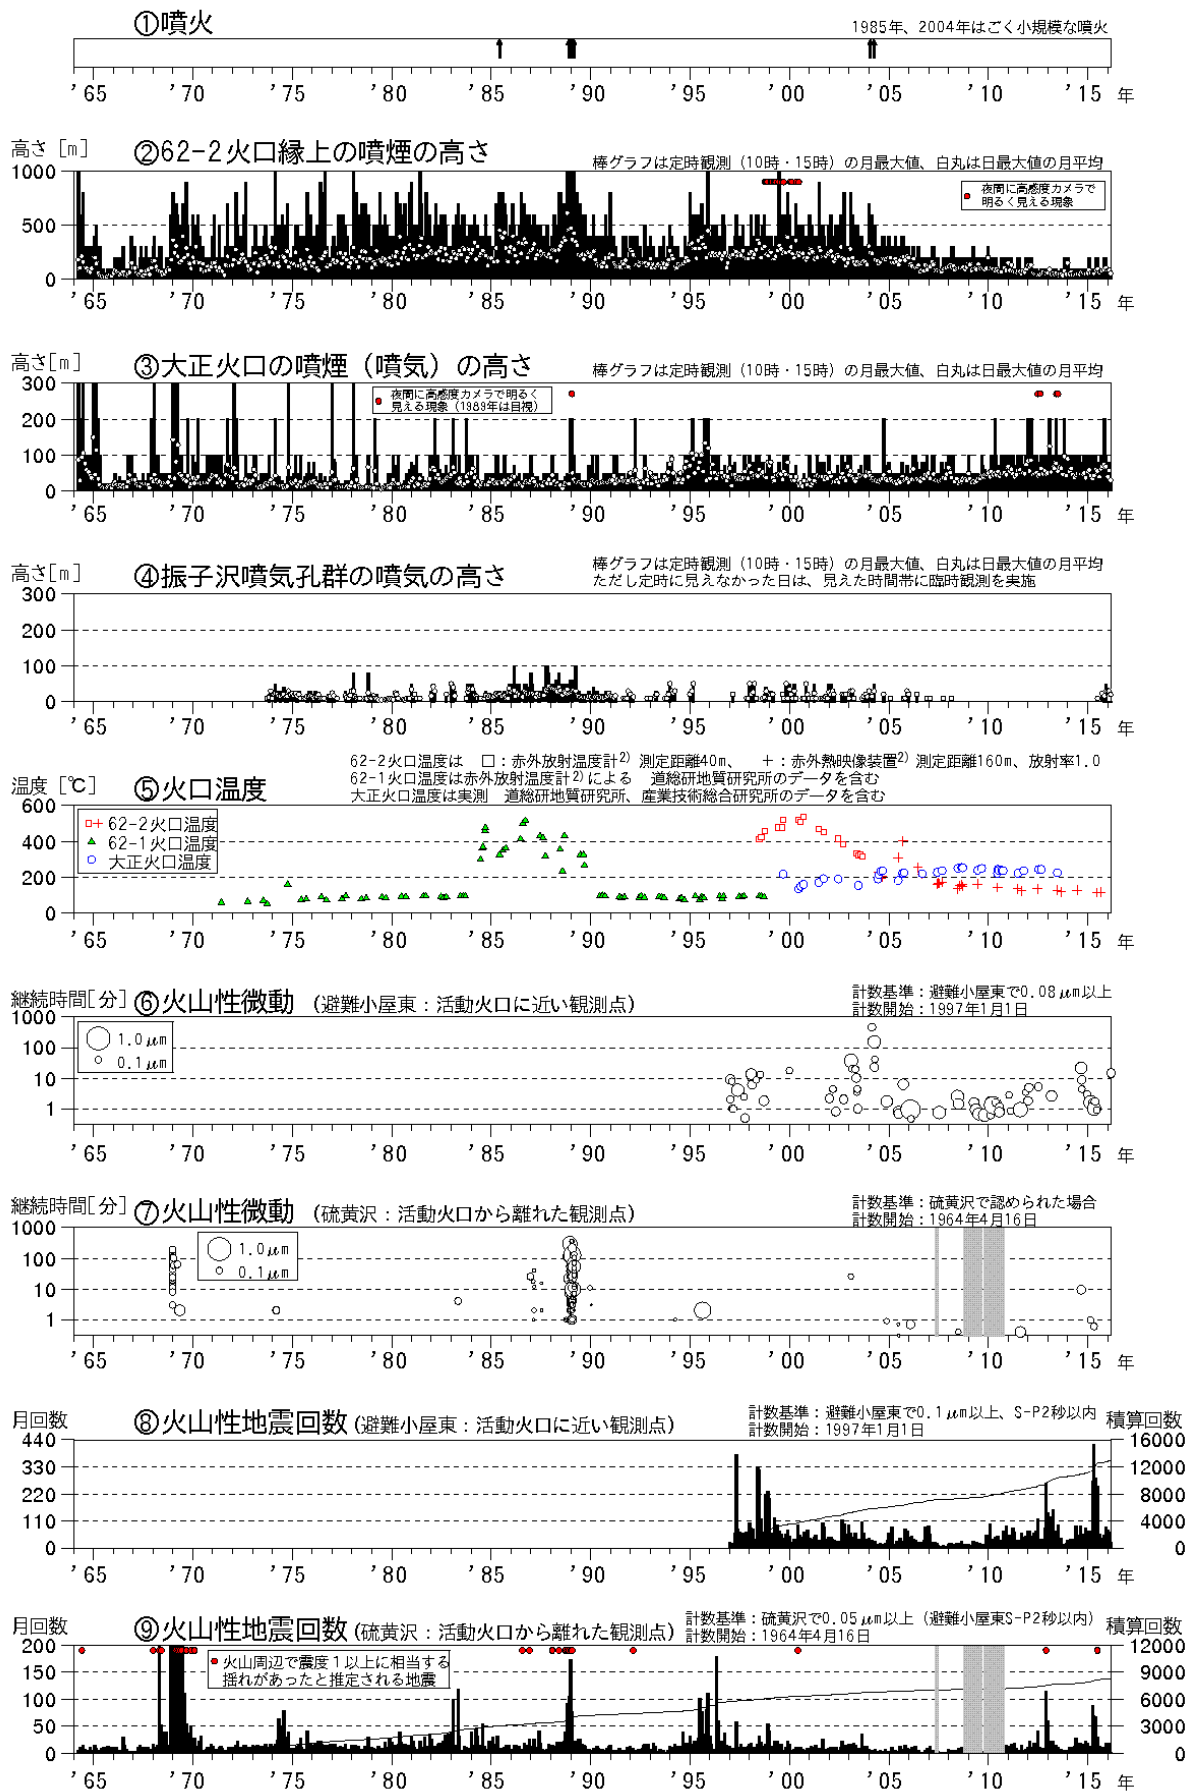 ①噴火
1985年、2004年はごく小規模な噴火
'65 '70 '75 '80 '85 '90 '95 '00 '05 '10 '15 年
高さ [m]
②62-2火口縁上の噴煙の高さ
棒グラフは定時観測（10時・15時）の月最大値、白丸は日最大値の月平均
1000
夜間に高感度カメラで
明るく見える現象
500
0
'65 '70 '75 '80 '85 '90 '95 '00 '05 '10 '15 年
高さ[m]
③大正火口の噴煙（噴気）の高さ
棒グラフは定時観測（10時・15時）の月最大値、白丸は日最大値の月平均
300
夜間に高感度カメラで明るく
見える現象（1989年は目視）
200
100
0
'65 '70 '75 '80 '85 '90 '95 '00 '05 '10 '15 年
高さ[m]
④振子沢噴気孔群の噴気の高さ
棒グラフは定時観測（10時・15時）の月最大値、白丸は日最大値の月平均
ただし定時に見えなかった日は、見えた時間帯に臨時観測を実施
300
200
100
0
'65 '70 '75 '80 '85 '90 '95 '00 '05 '10 '15 年
62-2火口温度は □：赤外放射温度計2) 測定距離40m、 +：赤外熱映像装置2) 測定距離160m、放射率1.0
温度 [℃]
⑤火口温度
62-1火口温度は赤外放射温度計2)による 道総研地質研究所のデータを含む
大正火口温度は実測 道総研地質研究所、産業技術総合研究所のデータを含む
600
□+ 62-2火口温度
400
▲ 62-1火口温度
○ 大正火口温度
200
0
'65 '70 '75 '80 '85 '90 '95 '00 '05 '10 '15 年
継続時間[分]
⑥火山性微動 (避難小屋東：活動火口に近い観測点)
計数基準：避難小屋東で0.08μm以上
計数開始：1997年1月1日
1000
1.0μm
100
0.1μm
10
1
'65 '70 '75 '80 '85 '90 '95 '00 '05 '10 '15 年
継続時間[分]
⑦火山性微動 (硫黄沢：活動火口から離れた観測点)
計数基準：硫黄沢で認められた場合
計数開始：1964年4月16日
1000
1.0μm
100
0.1μm
10
1
'65 '70 '75 '80 '85 '90 '95 '00 '05 '10 '15 年
月回数
⑧火山性地震回数 (避難小屋東：活動火口に近い観測点)
計数基準：避難小屋東で0.1μm以上、S-P2秒以内
計数開始：1997年1月1日
積算回数
440 16000
330 12000
220 8000
110 4000
0 0
'65 '70 '75 '80 '85 '90 '95 '00 '05 '10 '15 年
月回数
⑨火山性地震回数 (硫黄沢：活動火口から離れた観測点)
計数基準：硫黄沢で0.05μm以上（避難小屋東S-P2秒以内）
計数開始：1964年4月16日
積算回数
200 12000
火山周辺で震度１以上に相当する
揺れがあったと推定される地震
150 9000
100 6000
50 3000
0 0
'65 '70 '75 '80 '85 '90 '95 '00 '05 '10 '15 年